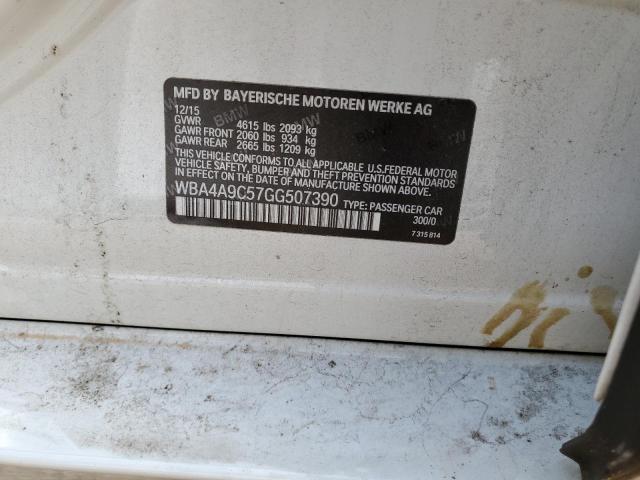 MFD BY BAYERISCHE MOTOREN WERKE AG
12/15
GVWR 4615 lbs 2093 kg
GAWR FRONT 2060 lbs 934 kg
GAWR REAR 2665 lbs 1209 kg
THIS VEHICLE CONFORMS TO ALL APPLICABLE U.S.FEDERAL MOTOR
VEHICLE SAFETY, BUMPER AND THEFT PREVENTION STANDARDS
IN EFFECT ON THE DATE OF MANUFACTURE SHOWN ABOVE.
WBA4A9C57GG507390 TYPE: PASSENGER CAR
300/0
7 315 814